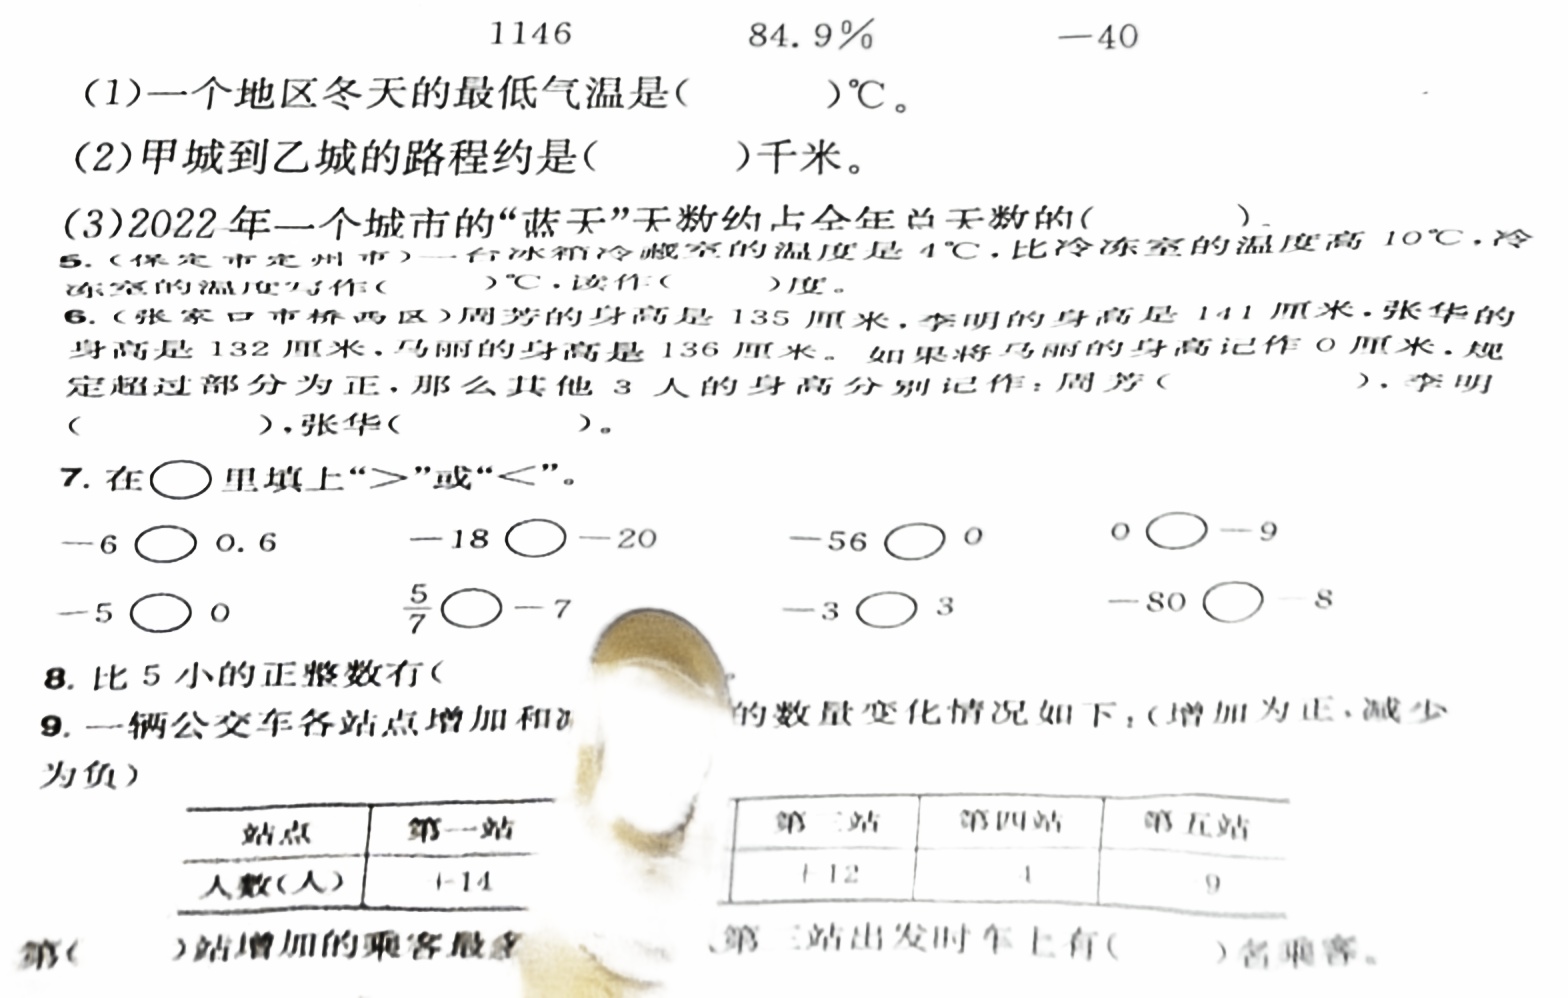 1146 84.9% －40
(1)一个地区冬天的最低气温是( )℃。
(2)甲城到乙城的路程约是( )千米。
(3)2022年一个城市的“蓝天”天数约占全年总天数的( )。
5.(保定市定州市)一台冰箱冷藏室的温度是4℃,比冷冻室的温度高10℃,冷
冻室的温度写作( )℃,读作( )度。
6.(张家口市桥西区)周芳的身高是135厘米,李明的身高是141厘米,张华的
身高是132厘米,马丽的身高是136厘米。如果将马丽的身高记作0厘米,规
定超过部分为正,那么其他3人的身高分别记作:周芳( ),李明
( ),张华( )。
7. 在○里填上“>”或“<”。
－6○0.6 －18○－20 －56○0 0○－9
－5○0 5/7○－7 －3○3 －80○－8
8. 比5小的正整数有(
9. 一辆公交车各站点增加和减 的数量变化情况如下:(增加为正,减少
为负)
站点 第一站 第三站 第四站 第五站
人数(人) +14 +12 4 9
第( )站增加的乘客最多 第三站出发时车上有( )名乘客。